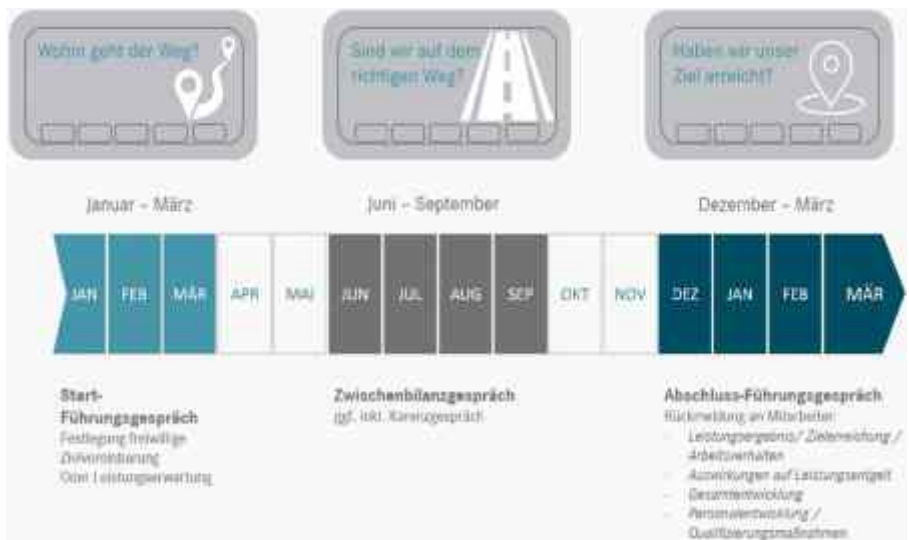 Wohin geht der Weg?
Sind wir auf dem
richtigen Weg?
Haben wir unser
Ziel erreicht?
Januar – März
Juni – September
Dezember – März
JAN
FEB
MÄR
APR
MAI
JUN
JUL
AUG
SEP
OKT
NOV
DEZ
JAN
FEB
MÄR
Start-
Führungsgespräch
Festlegung freiwillige
Zielvereinbarung
Oder Leistungserwartung
Zwischenbilanzgespräch
ggf. inkl.
Abschluss-Führungsgespräch
Rückmeldung an Mitarbeiter:
- Leistungsergebnis/ Zielerreichung /
Arbeitsverhalten
- Auswirkungen auf Leistungsentgelt
- Gesamtentwicklung
- Personalentwicklung /
Qualifizierungsmaßnahmen